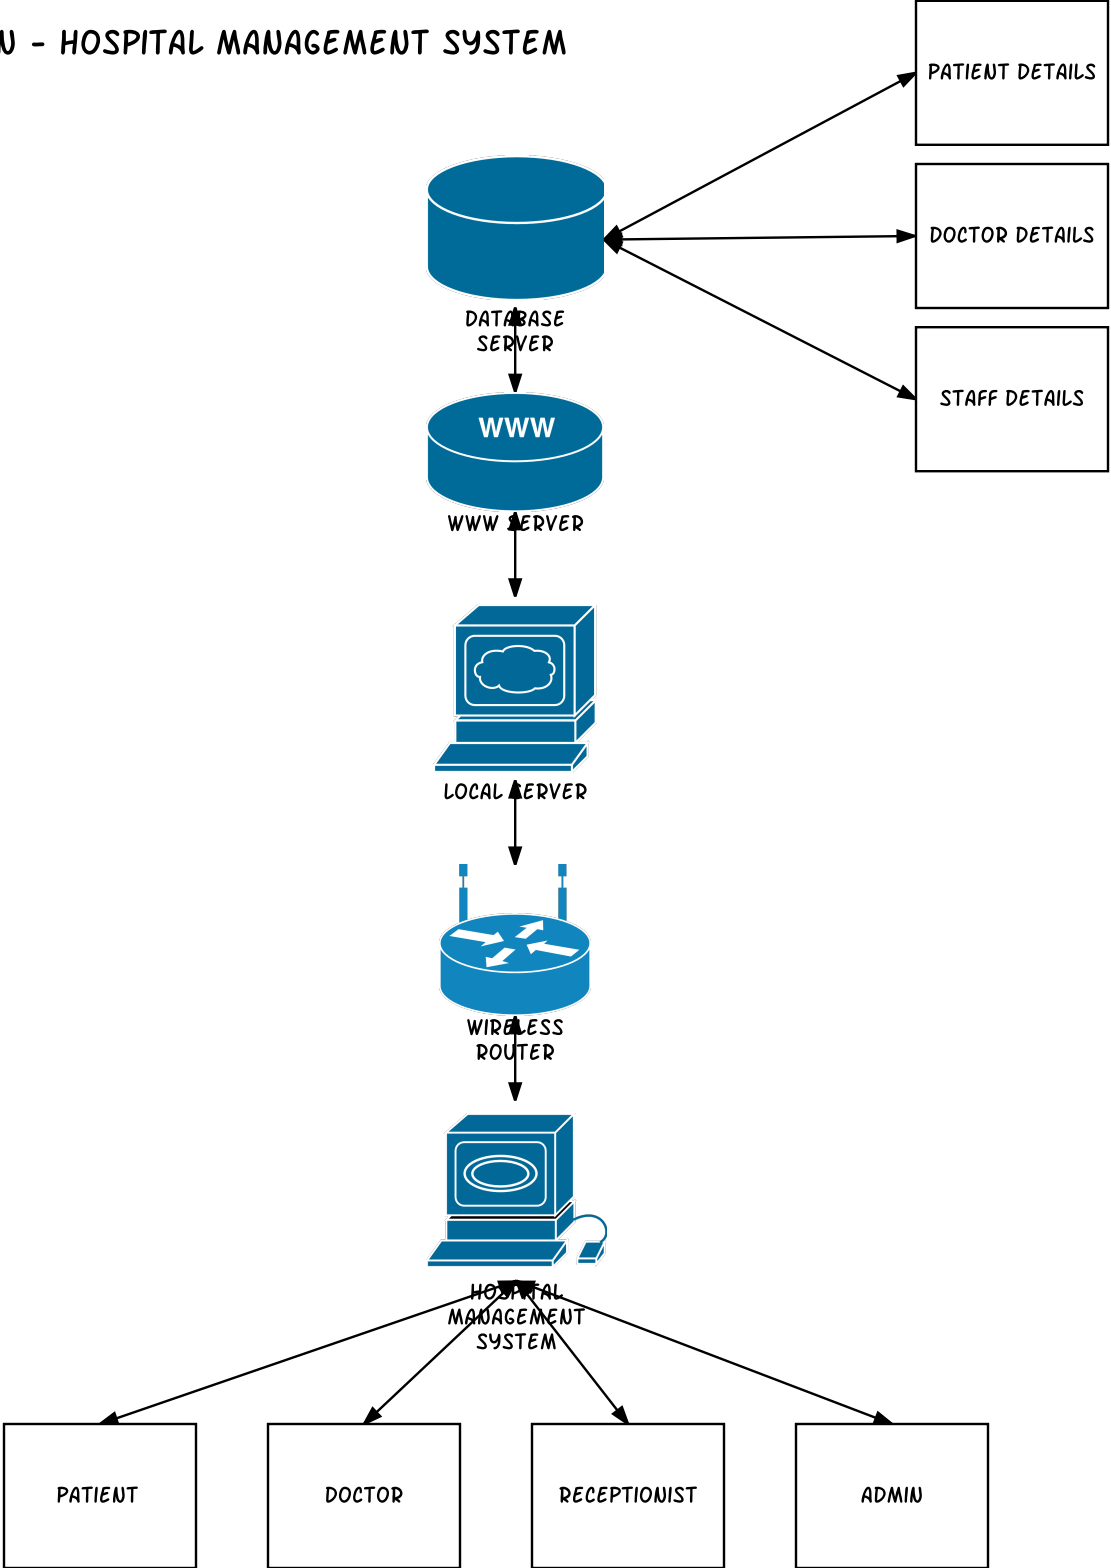 N - HOSPITAL MANAGEMENT SYSTEM
PATIENT DETAILS
DOCTOR DETAILS
DATABASE
SERVER
STAFF DETAILS
WWW
WWW SERVER
LOCAL SERVER
WIRELESS
ROUTER
HOSPITAL
MANAGEMENT
SYSTEM
PATIENT
DOCTOR
RECEPTIONIST
ADMIN